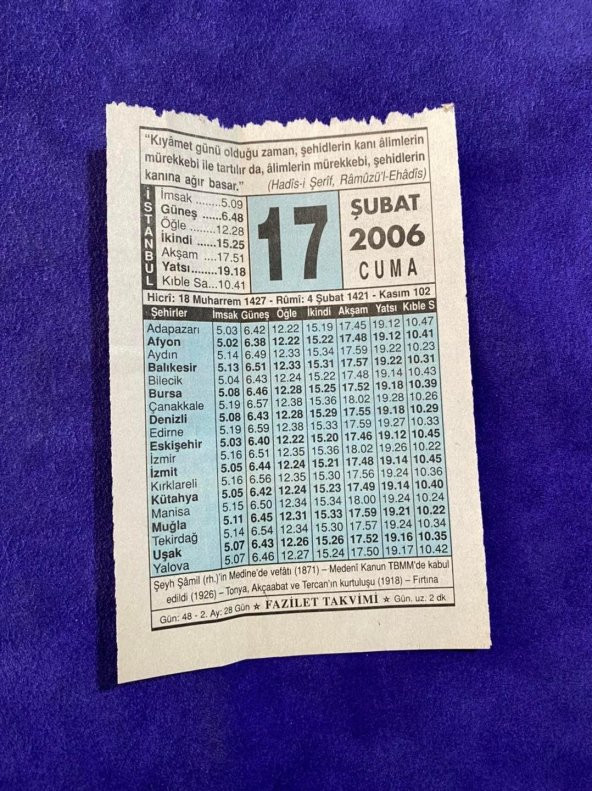 “Kıyâmet günü olduğu zaman, şehidlerin kanı âlimlerin
mürekkebi ile tartılır da, âlimlerin mürekkebi, şehidlerin
kanına ağır basar.”
(Hadîs-i Şerîf, Râmûzü'l-Ehâdîs)
İSTANBUL
İmsak ........5.09
Güneş ......6.48
Öğle ........12.28
İkindi ......15.25
Akşam ....17.51
Yatsı........19.18
Kıble Sa...10.41
17
ŞUBAT
2006
CUMA
Hicrî: 18 Muharrem 1427 - Rûmî: 4 Şubat 1421 - Kasım 102
Şehirler İmsak Güneş Öğle İkindi Akşam Yatsı Kıble S
Adapazarı 5.03 6.42 12.22 15.19 17.45 19.12 10.47
Afyon 5.02 6.38 12.22 15.22 17.48 19.12 10.41
Aydın 5.14 6.49 12.33 15.34 17.59 19.22 10.23
Balıkesir 5.13 6.51 12.33 15.31 17.57 19.22 10.31
Bilecik 5.04 6.43 12.24 15.22 17.48 19.14 10.43
Bursa 5.08 6.46 12.28 15.25 17.52 19.18 10.39
Çanakkale 5.19 6.57 12.38 15.36 18.02 19.28 10.26
Denizli 5.08 6.43 12.28 15.29 17.55 19.18 10.29
Edirne 5.19 6.59 12.38 15.33 17.59 19.27 10.33
Eskişehir 5.03 6.40 12.22 15.20 17.46 19.12 10.45
İzmir 5.16 6.51 12.35 15.36 18.02 19.26 10.22
İzmit 5.05 6.44 12.24 15.21 17.48 19.14 10.45
Kırklareli 5.16 6.56 12.35 15.30 17.56 19.24 10.36
Kütahya 5.05 6.42 12.24 15.23 17.49 19.14 10.40
Manisa 5.15 6.50 12.34 15.34 18.00 19.24 10.24
Muğla 5.11 6.45 12.31 15.33 17.59 19.21 10.22
Tekirdağ 5.14 6.54 12.34 15.30 17.57 19.24 10.34
Uşak 5.07 6.43 12.26 15.26 17.52 19.16 10.35
Yalova 5.07 6.46 12.27 15.24 17.50 19.17 10.42
Şeyh Şâmil (rh.)'in Medine'de vefâtı (1871) – Medenî Kanun TBMM'de kabul
edildi (1926) – Tonya, Akçaabat ve Tercan'ın kurtuluşu (1918) – Fırtına
Gün: 48 - 2. Ay: 28 Gün ★ FAZİLET TAKVİMİ ★ Gün. uz. 2 dk.